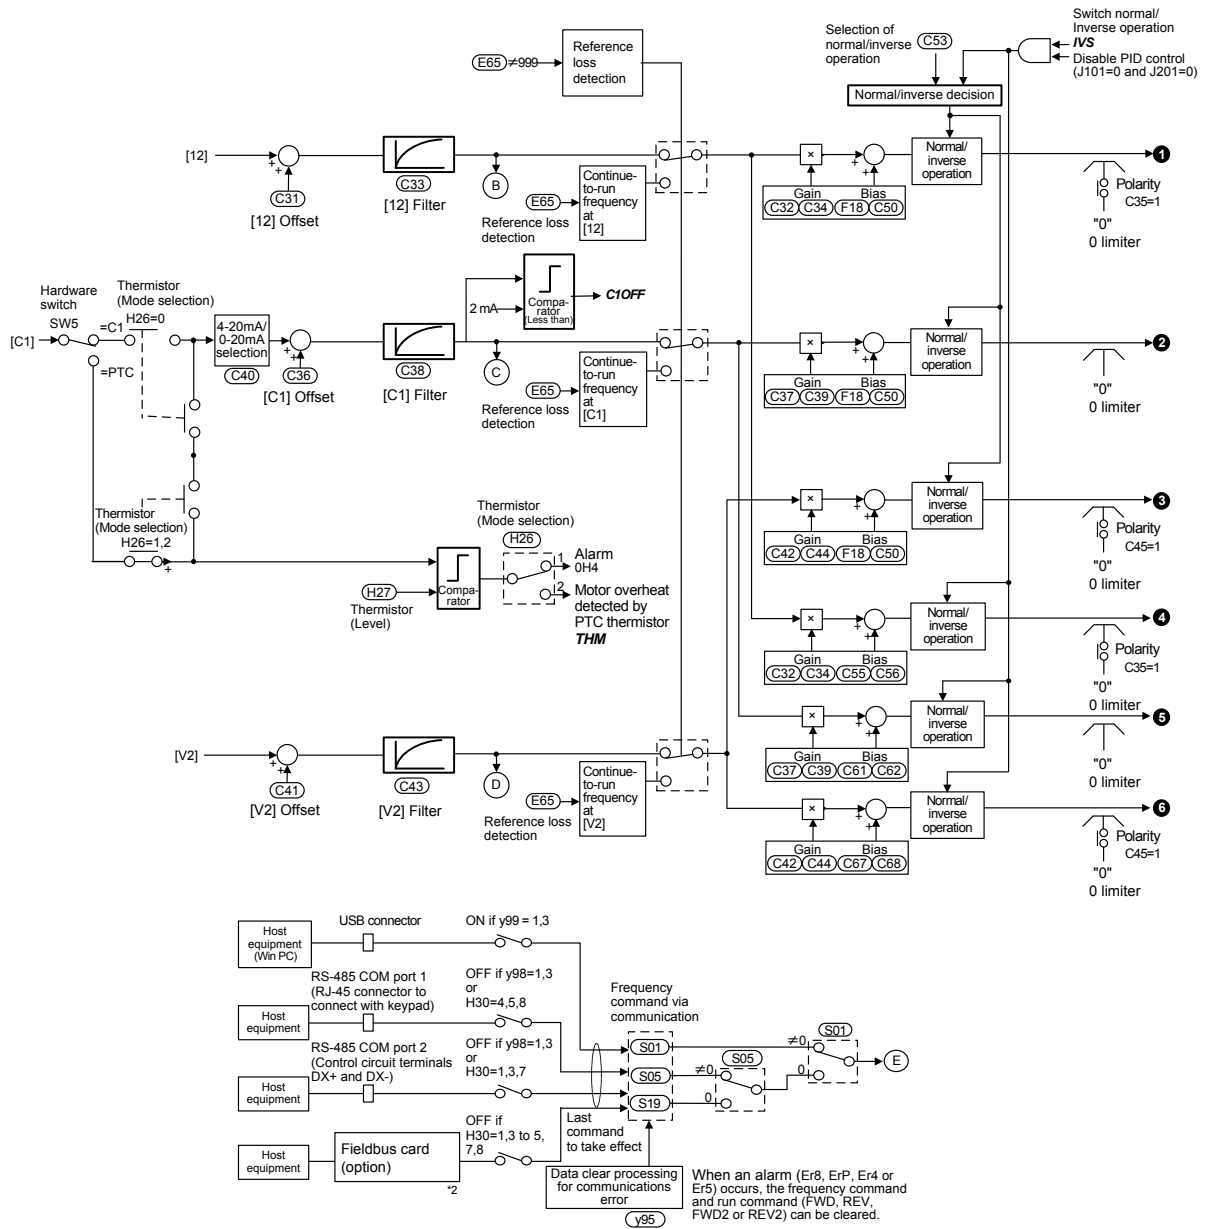 Switch normal/
Inverse operation
IVS
Disable PID control
(J101=0 and J201=0)
Selection of
normal/inverse
operation
C53
Normal/inverse decision
E65 ≠999
Reference
loss
detection
[12]
+
+
C31
[12] Offset
C33
[12] Filter
B
E65
Reference loss
detection
Continue-
to-run
frequency
at
[12]
×
+
+
Gain
Bias
C32 C34 F18 C50
Normal/
inverse
operation
1
Polarity
C35=1
"0"
0 limiter
Hardware
switch
SW5
Thermistor
(Mode selection)
H26=0
=C1
[C1]
=PTC
4-20mA/
0-20mA
selection
C40
+
+
C36
[C1] Offset
C38
[C1] Filter
2 mA
Compa-
rator
(Less than)
C1OFF
C
E65
Reference loss
detection
Continue-
to-run
frequency
at
[C1]
×
+
+
Gain
Bias
C37 C39 F18 C50
Normal/
inverse
operation
2
"0"
0 limiter
Thermistor
(Mode selection)
H26=1,2
+
H27
Thermistor
(Level)
Compa-
rator
Thermistor
(Mode selection)
H26
1
Alarm
0H4
2
Motor overheat
detected by
PTC thermistor
THM
×
+
+
Gain
Bias
C42 C44 F18 C50
Normal/
inverse
operation
3
Polarity
C45=1
"0"
0 limiter
×
+
+
Gain
Bias
C32 C34 C55 C56
Normal/
inverse
operation
4
Polarity
C35=1
"0"
0 limiter
×
+
+
Gain
Bias
C37 C39 C61 C62
Normal/
inverse
operation
5
"0"
0 limiter
[V2]
+
+
C41
[V2] Offset
C43
[V2] Filter
D
E65
Reference loss
detection
Continue-
to-run
frequency
at
[V2]
×
+
+
Gain
Bias
C42 C44 C67 C68
Normal/
inverse
operation
6
Polarity
C45=1
"0"
0 limiter
Host
equipment
(Win PC)
USB connector
ON if y99 = 1,3
RS-485 COM port 1
(RJ-45 connector to
connect with keypad)
Host
equipment
OFF if y98=1,3
or
H30=4,5,8
RS-485 COM port 2
(Control circuit terminals
DX+ and DX-)
Host
equipment
OFF if y98=1,3
or
H30=1,3,7
Host
equipment
Fieldbus card
(option)
*2
OFF if
H30=1,3 to 5,
7,8
Last
command
to take effect
Frequency
command via
communication
S01
S05
S19
≠0
S05
0
≠0
S01
0
E
Data clear processing
for communications
error
y95
When an alarm (Er8, ErP, Er4 or
Er5) occurs, the frequency command
and run command (FWD, REV,
FWD2 or REV2) can be cleared.